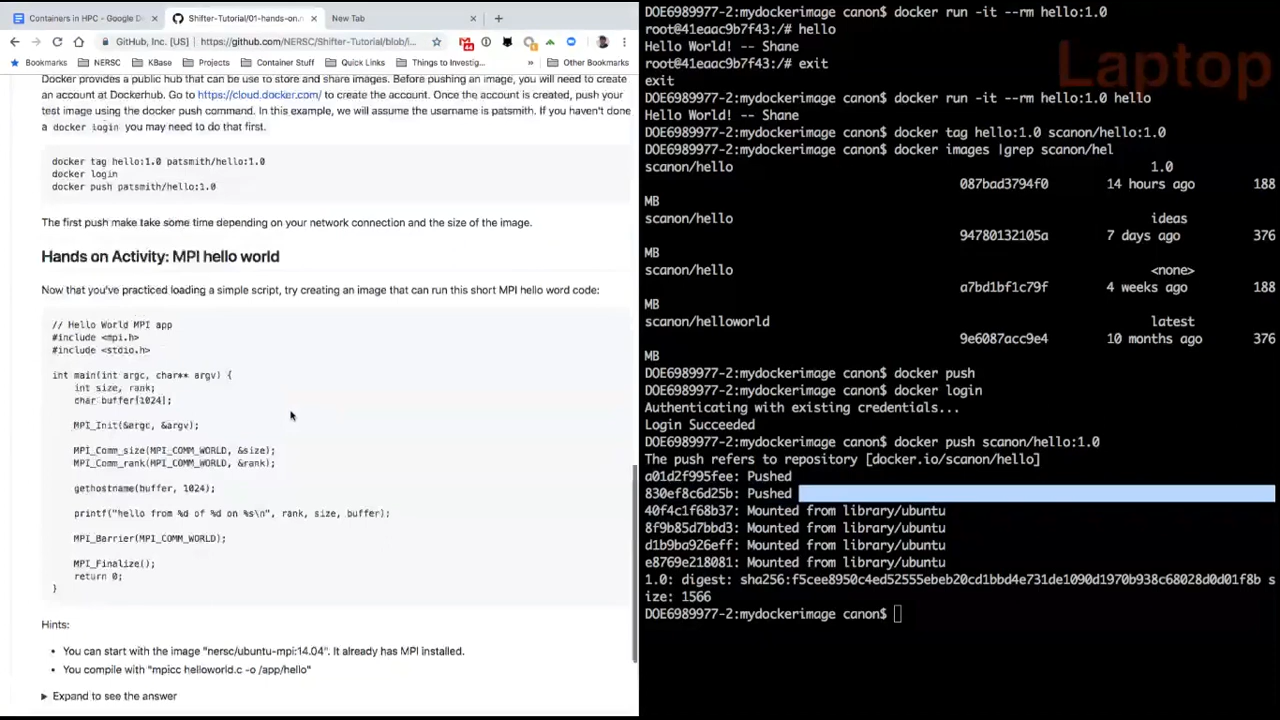 Containers in HPC - Google D
Shifter-Tutorial/01-hands-on.n
New Tab
GitHub, Inc. [US]
https://github.com/NERSC/Shifter-Tutorial/blob/i...
Bookmarks
NERSC
KBase
Projects
Container Stuff
Quick Links
Things to Investig...
»
Other Bookmarks
Docker provides a public hub that can be use to store and share images. Before pushing an image, you will need to create
an account at Dockerhub. Go to https://cloud.docker.com/ to create the account. Once the account is created, push your
test image using the docker push command. In this example, we will assume the username is patsmith. If you haven't done
a docker login you may need to do that first.
docker tag hello:1.0 patsmith/hello:1.0
docker login
docker push patsmith/hello:1.0
The first push make take some time depending on your network connection and the size of the image.
Hands on Activity: MPI hello world
Now that you've practiced loading a simple script, try creating an image that can run this short MPI hello word code:
// Hello World MPI app
#include <mpi.h>
#include <stdio.h>
int main(int argc, char** argv) {
int size, rank;
char buffer[1024];
MPI_Init(&argc, &argv);
MPI_Comm_size(MPI_COMM_WORLD, &size);
MPI_Comm_rank(MPI_COMM_WORLD, &rank);
gethostname(buffer, 1024);
printf("hello from %d of %d on %s\n", rank, size, buffer);
MPI_Barrier(MPI_COMM_WORLD);
MPI_Finalize();
return 0;
}
Hints:
You can start with the image "nersc/ubuntu-mpi:14.04". It already has MPI installed.
You compile with "mpicc helloworld.c -o /app/hello"
Expand to see the answer
Laptop
DOE6989977-2:mydockerimage canon$ docker run -it --rm hello:1.0
root@41eaac9b7f43:/# hello
Hello World! -- Shane
root@41eaac9b7f43:/# exit
exit
DOE6989977-2:mydockerimage canon$ docker run -it --rm hello:1.0 hello
Hello World! -- Shane
DOE6989977-2:mydockerimage canon$ docker tag hello:1.0 scanon/hello:1.0
DOE6989977-2:mydockerimage canon$ docker images |grep scanon/hel
scanon/hello 1.0
087bad3794f0 14 hours ago 188
MB
scanon/hello ideas
94780132105a 7 days ago 376
MB
scanon/hello <none>
a7bd1bf1c79f 4 weeks ago 188
MB
scanon/helloworld latest
9e6087acc9e4 10 months ago 376
MB
DOE6989977-2:mydockerimage canon$ docker push
DOE6989977-2:mydockerimage canon$ docker login
Authenticating with existing credentials...
Login Succeeded
DOE6989977-2:mydockerimage canon$ docker push scanon/hello:1.0
The push refers to repository [docker.io/scanon/hello]
a01d2f995fee: Pushed
830ef8c6d25b: Pushed
40f4c1f68b37: Mounted from library/ubuntu
8f9b85d7bbd3: Mounted from library/ubuntu
d1b9ba926eff: Mounted from library/ubuntu
e8769e218081: Mounted from library/ubuntu
1.0: digest: sha256:f5cee8950c4ed52555ebeb20cd1bbd4e731de1090d1970b938c68028d0d01f8b s
ize: 1566
DOE6989977-2:mydockerimage canon$